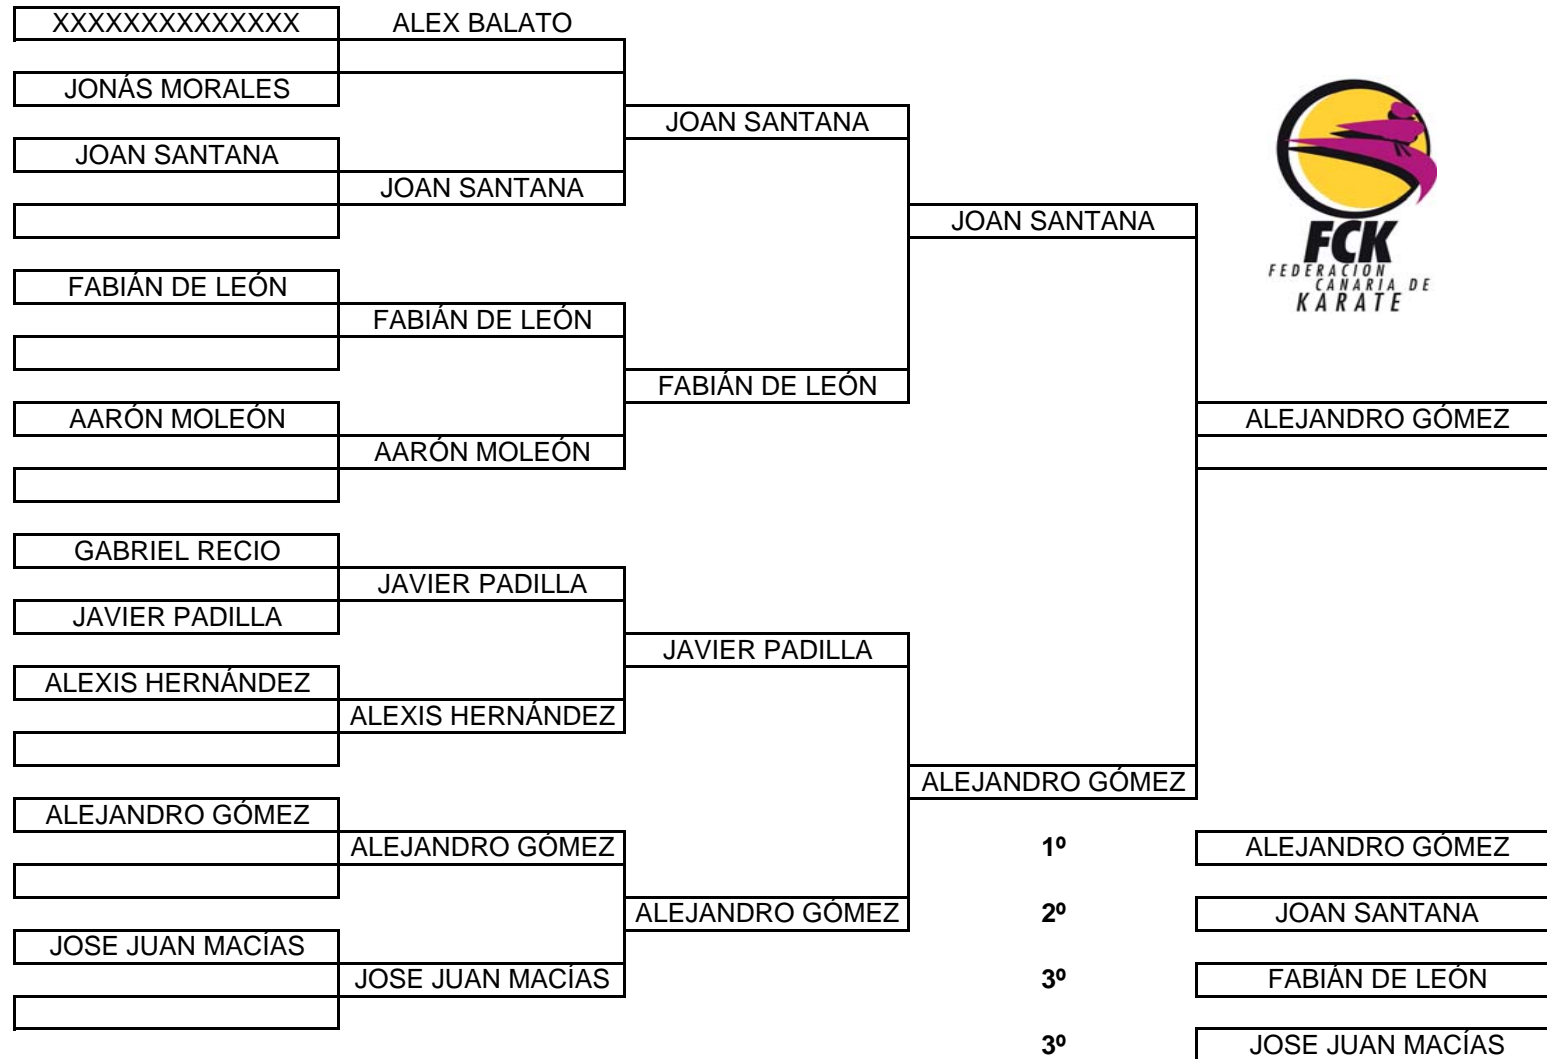 XXXXXXXXXXXXXX
ALEX BALATO
JONÁS MORALES
JOAN SANTANA
JOAN SANTANA
JOAN SANTANA
JOAN SANTANA
FCK
FEDERACION
CANARIA DE
KARATE
FABIÁN DE LEÓN
FABIÁN DE LEÓN
FABIÁN DE LEÓN
AARÓN MOLEÓN
ALEJANDRO GÓMEZ
AARÓN MOLEÓN
GABRIEL RECIO
JAVIER PADILLA
JAVIER PADILLA
JAVIER PADILLA
ALEXIS HERNÁNDEZ
ALEXIS HERNÁNDEZ
ALEJANDRO GÓMEZ
ALEJANDRO GÓMEZ
ALEJANDRO GÓMEZ
1º ALEJANDRO GÓMEZ
ALEJANDRO GÓMEZ
2º JOAN SANTANA
JOSE JUAN MACÍAS
JOSE JUAN MACÍAS
3º FABIÁN DE LEÓN
3º JOSE JUAN MACÍAS